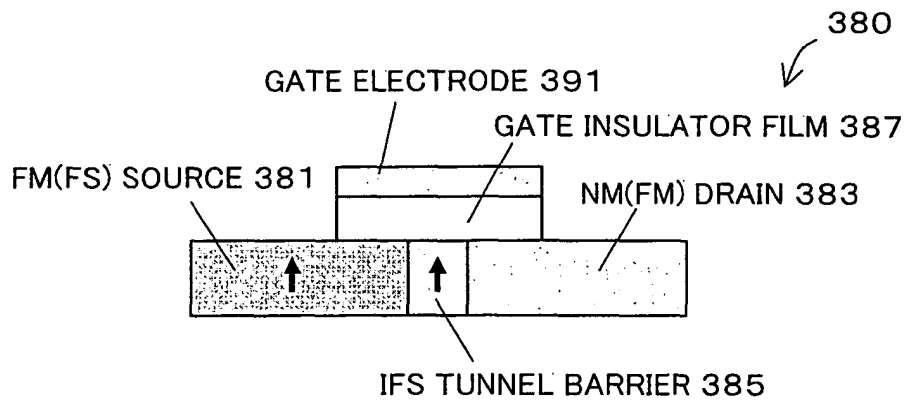 380
GATE ELECTRODE 391
GATE INSULATOR FILM 387
FM(FS) SOURCE 381
NM(FM) DRAIN 383
IFS TUNNEL BARRIER 385